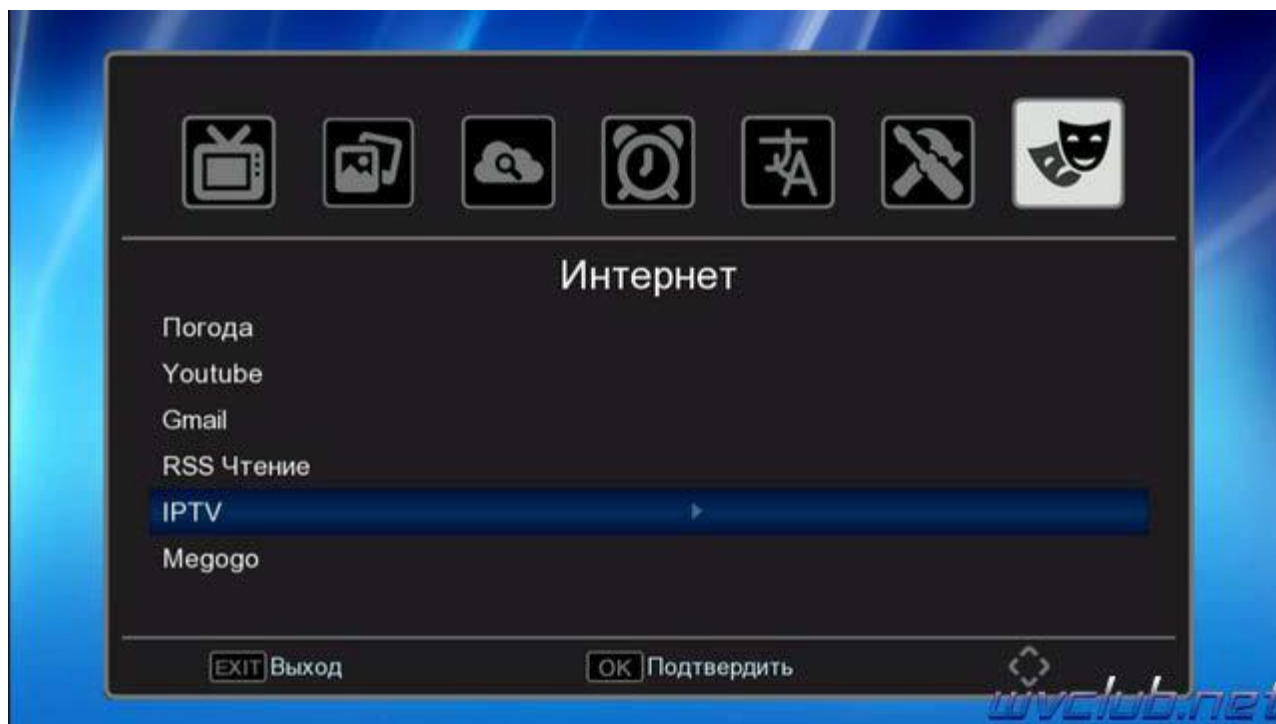 Интернет
Погода
Youtube
Gmail
RSS Чтение
IPTV
Megogo
EXIT Выход OK Подтвердить
wvclub.net